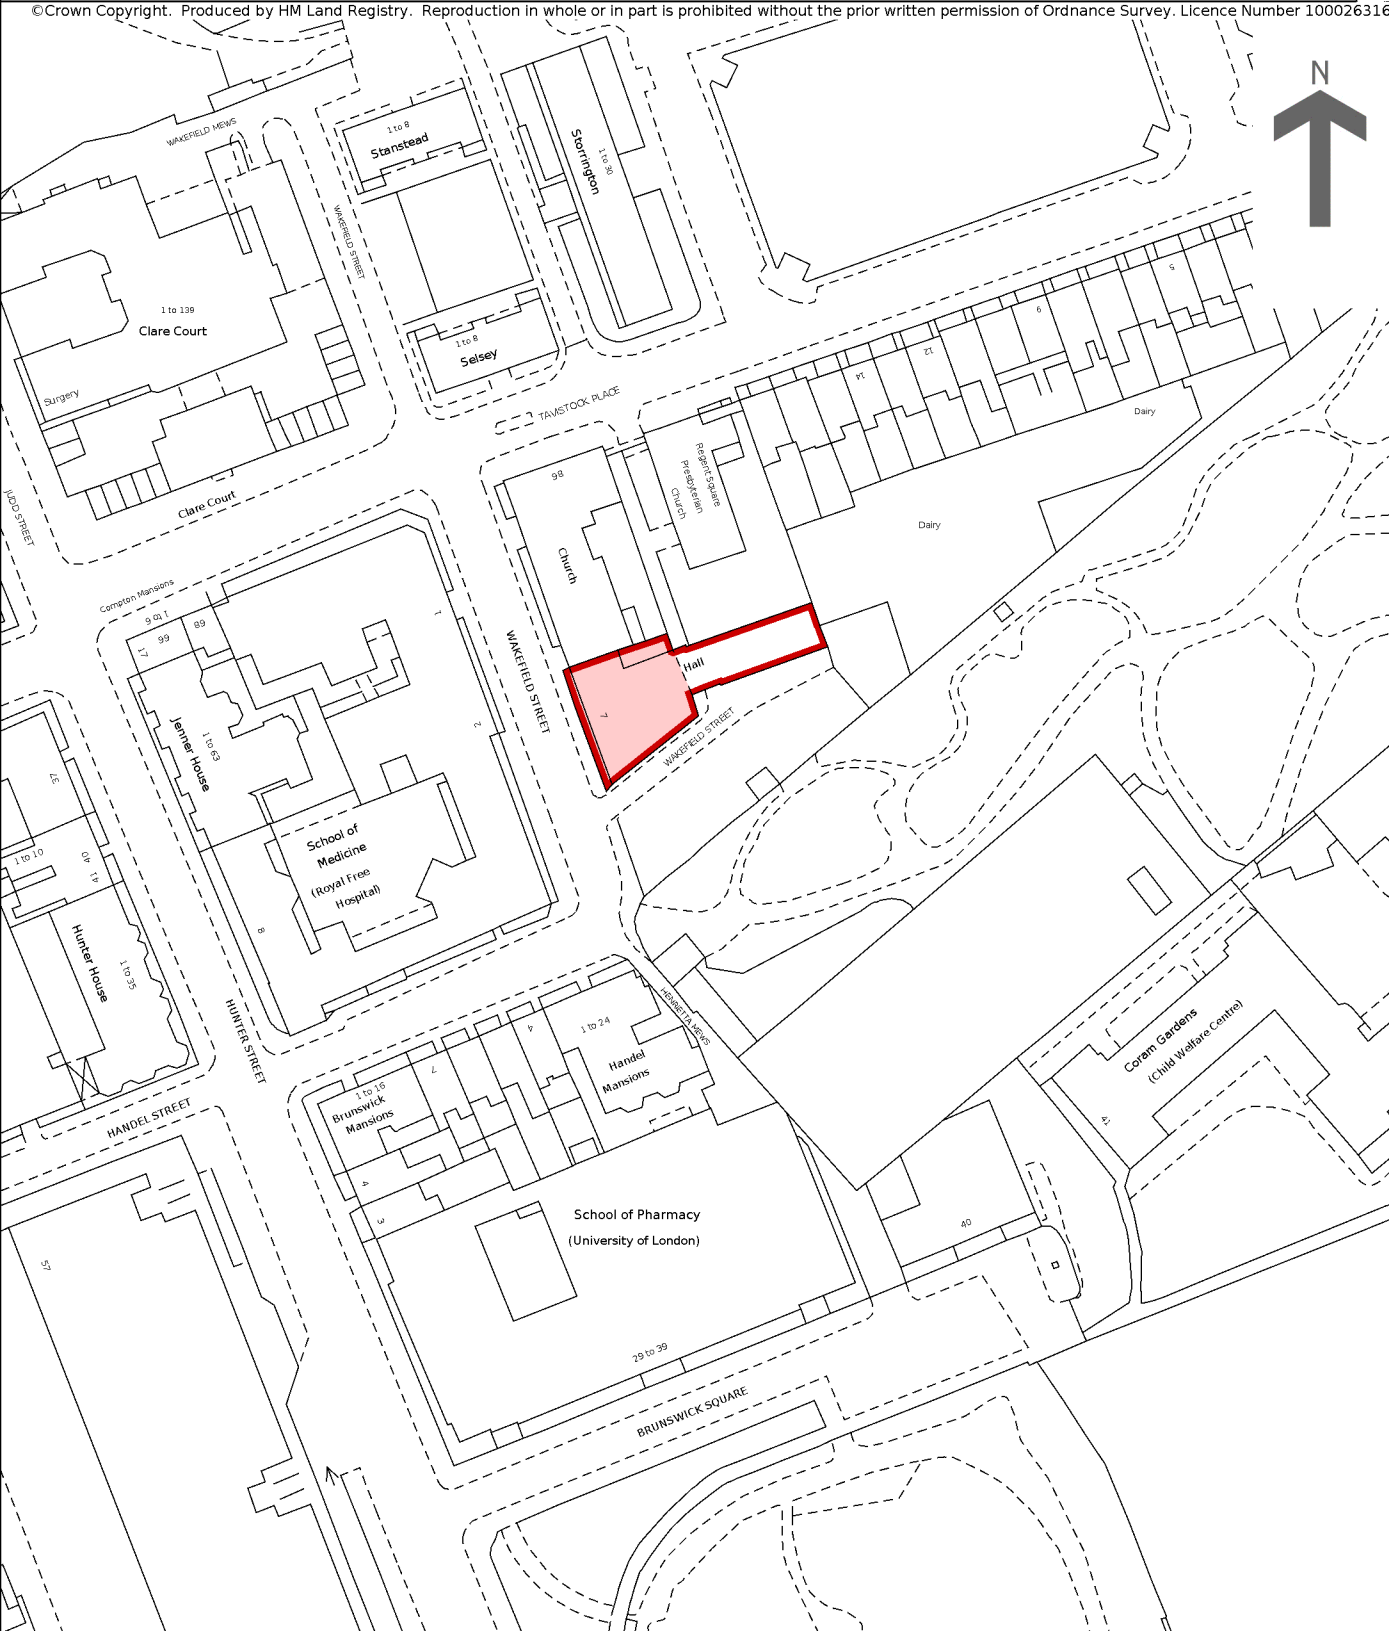 ©Crown Copyright. Produced by HM Land Registry. Reproduction in whole or in part is prohibited without the prior written permission of Ordnance Survey. Licence Number 100026316
N
WAKEFIELD MEWS
1 to 8
Stanstead
Storrington
1 to 30
WAKEFIELD STREET
1 to 139
Clare Court
Surgery
1 to 8
Selsey
TAVISTOCK PLACE
5
9
12
14
Dairy
Dairy
JUDD STREET
Clare Court
98
Church
Regent Square
Presbyterian
Church
Compton Mansions
1 to 6
68
66
17
1
2
WAKEFIELD STREET
Hall
7
WAKEFIELD STREET
Jenner House
1 to 63
37
1 to 10
40
41
School of
Medicine
(Royal Free
Hospital)
8
Hunter House
1 to 35
HUNTER STREET
HENRIETTA MEWS
1 to 24
Handel
Mansions
4
7
1 to 16
Brunswick
Mansions
HANDEL STREET
4
3
Coram Gardens
(Child Welfare Centre)
41
School of Pharmacy
(University of London)
40
57
29 to 39
BRUNSWICK SQUARE